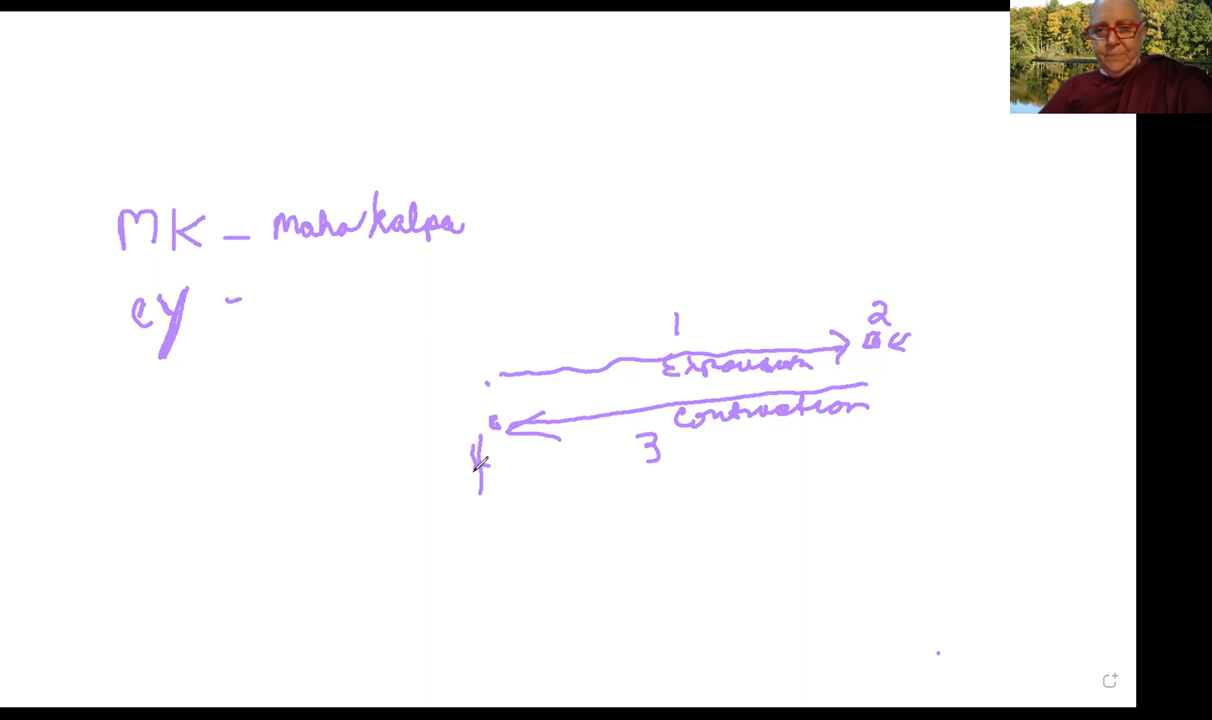 MK – Mahakalpa
ey –
1
2
Expansion
Contraction
3